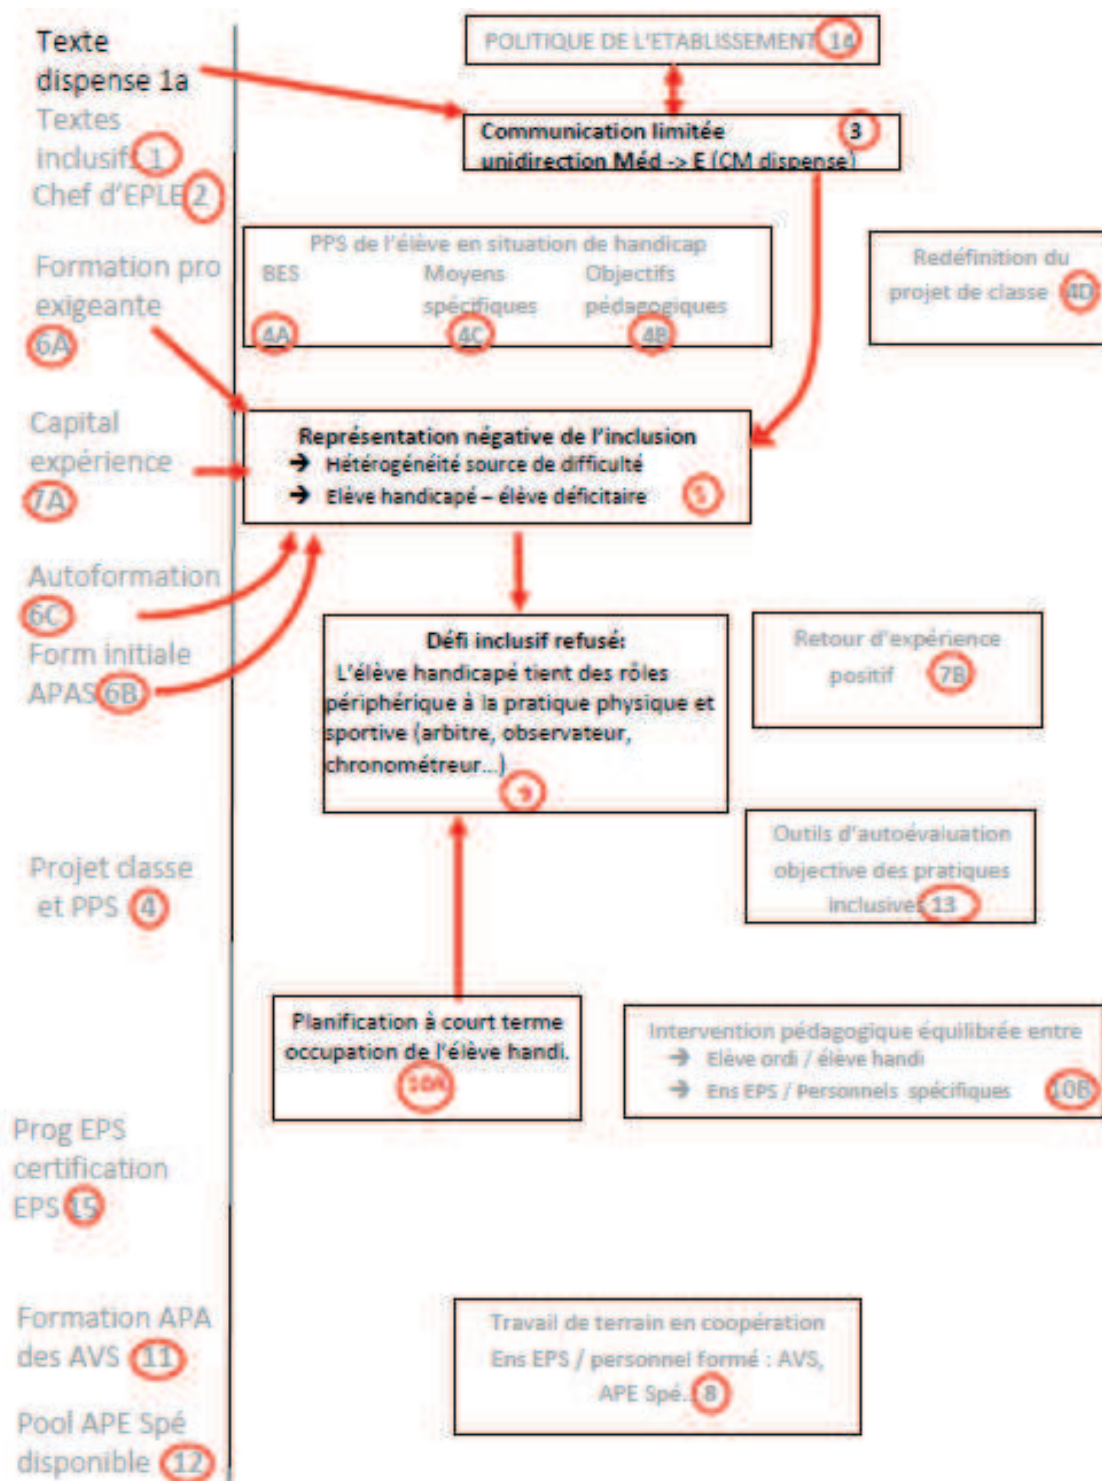 Texte
dispense 1a
Textes
inclusifs 1
Chef d'EPLE 2
POLITIQUE DE L'ETABLISSEMENT 14
Communication limitée 3
unidirection Méd -> E (CM dispense)
Formation pro
exigeante
6A
PPS de l'élève en situation de handicap
BES Moyens Objectifs
spécifiques pédagogiques
4A 4C 4B
Redéfinition du
projet de classe 4D
Capital
expérience
7A
Représentation négative de l'inclusion
➔ Hétérogénéité source de difficulté
➔ Elève handicapé – élève déficitaire 5
Autoformation
6C
Form initiale
APAS 6B
Défi inclusif refusé:
L'élève handicapé tient des rôles
périphérique à la pratique physique et
sportive (arbitre, observateur,
chronométreur...)
Retour d'expérience
positif 7B
Outils d'autoévaluation
objective des pratiques
inclusives 13
Projet classe
et PPS 4
Planification à court terme
occupation de l'élève handi.
10A
Intervention pédagogique équilibrée entre
➔ Elève ordi / élève handi
➔ Ens EPS / Personnels spécifiques 10B
Prog EPS
certification
EPS 15
Formation APA
des AVS 11
Travail de terrain en coopération
Ens EPS / personnel formé : AVS,
APE Spé.. 8
Pool APE Spé
disponible 12